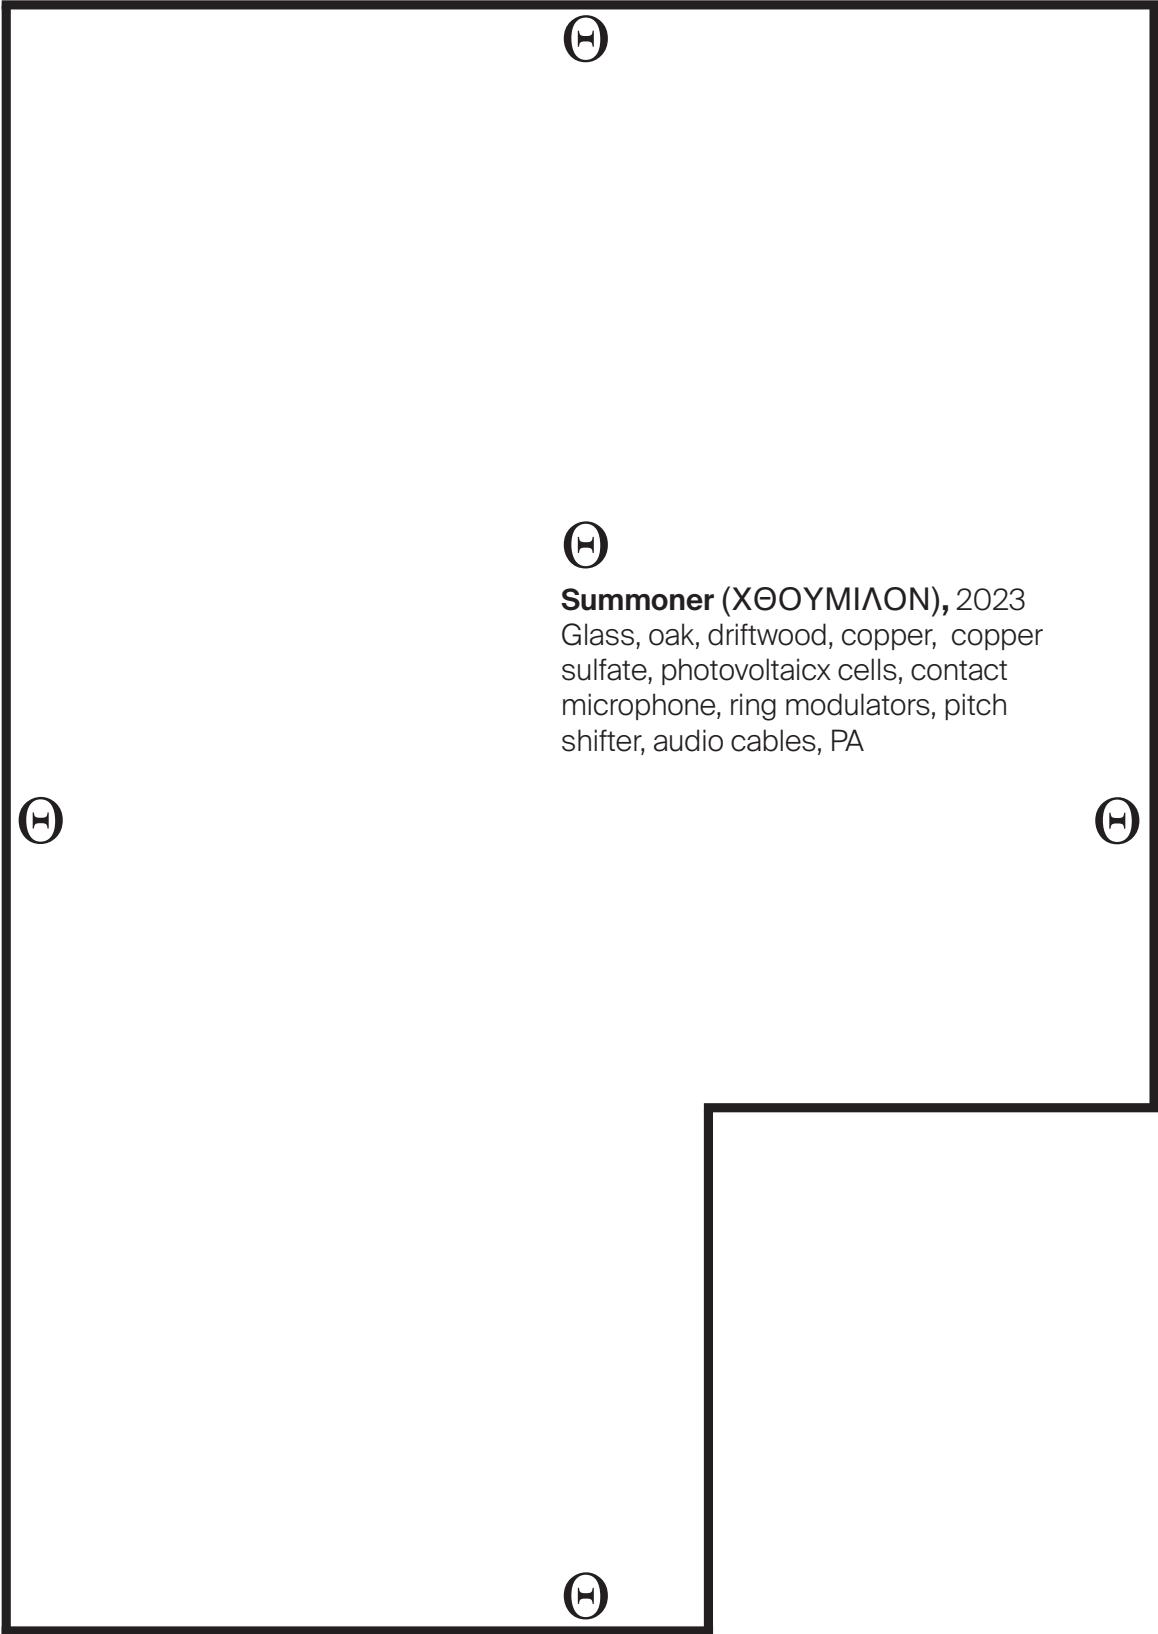 Θ
Θ
Summoner (ΧΘΟΥΜΙΛΟΝ), 2023
Glass, oak, driftwood, copper,  copper
sulfate, photovoltaicx cells, contact
microphone, ring modulators, pitch
shifter, audio cables, PA
Θ Θ
Θ